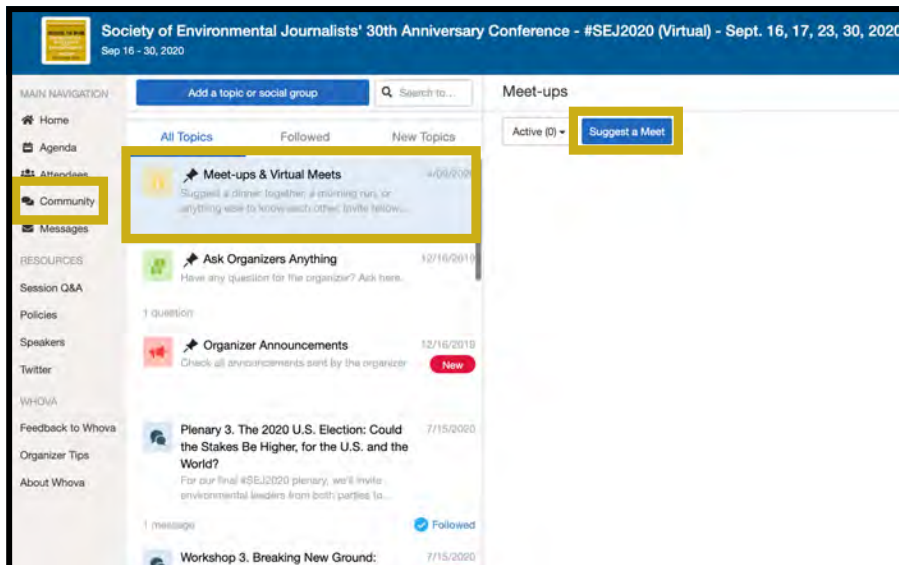 Society of Environmental Journalists' 30th Anniversary Conference - #SEJ2020 (Virtual) - Sept. 16, 17, 23, 30, 2020
Sep 16 - 30, 2020
MAIN NAVIGATION
Home
Agenda
Attendees
Community
Messages
RESOURCES
Session Q&A
Policies
Speakers
Twitter
WHOVA
Feedback to Whova
Organizer Tips
About Whova
Add a topic or social group
Search to...
All Topics Followed New Topics
Meet-ups & Virtual Meets
Suggest a dinner together, a morning run, or
anything else to know each other. Invite fellow...
Ask Organizers Anything 12/16/2019
Have any question for the organizer? Ask here.
1 question
Organizer Announcements 12/16/2019
Check all announcements sent by the organizer
New
Plenary 3. The 2020 U.S. Election: Could 7/15/2020
the Stakes Be Higher, for the U.S. and the
World?
For our final #SEJ2020 plenary, we'll invite
environmental leaders from both parties to...
1 message Followed
Workshop 3. Breaking New Ground: 7/15/2020
Meet-ups
Active (0) Suggest a Meet